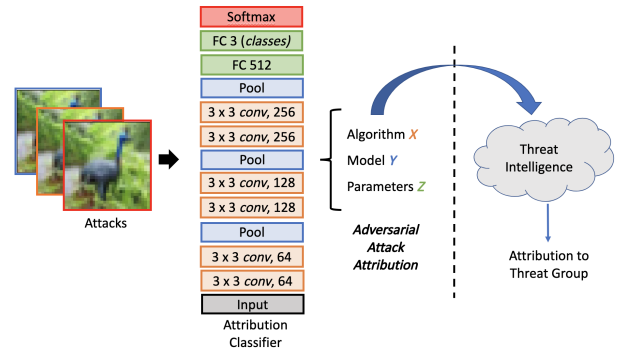 Softmax
FC 3 (classes)
FC 512
Pool
3 x 3 conv, 256
3 x 3 conv, 256
Pool
3 x 3 conv, 128
3 x 3 conv, 128
Pool
3 x 3 conv, 64
3 x 3 conv, 64
Input
Attribution
Classifier
Attacks
Algorithm X
Model Y
Parameters Z
Adversarial
Attack
Attribution
Threat
Intelligence
Attribution to
Threat Group